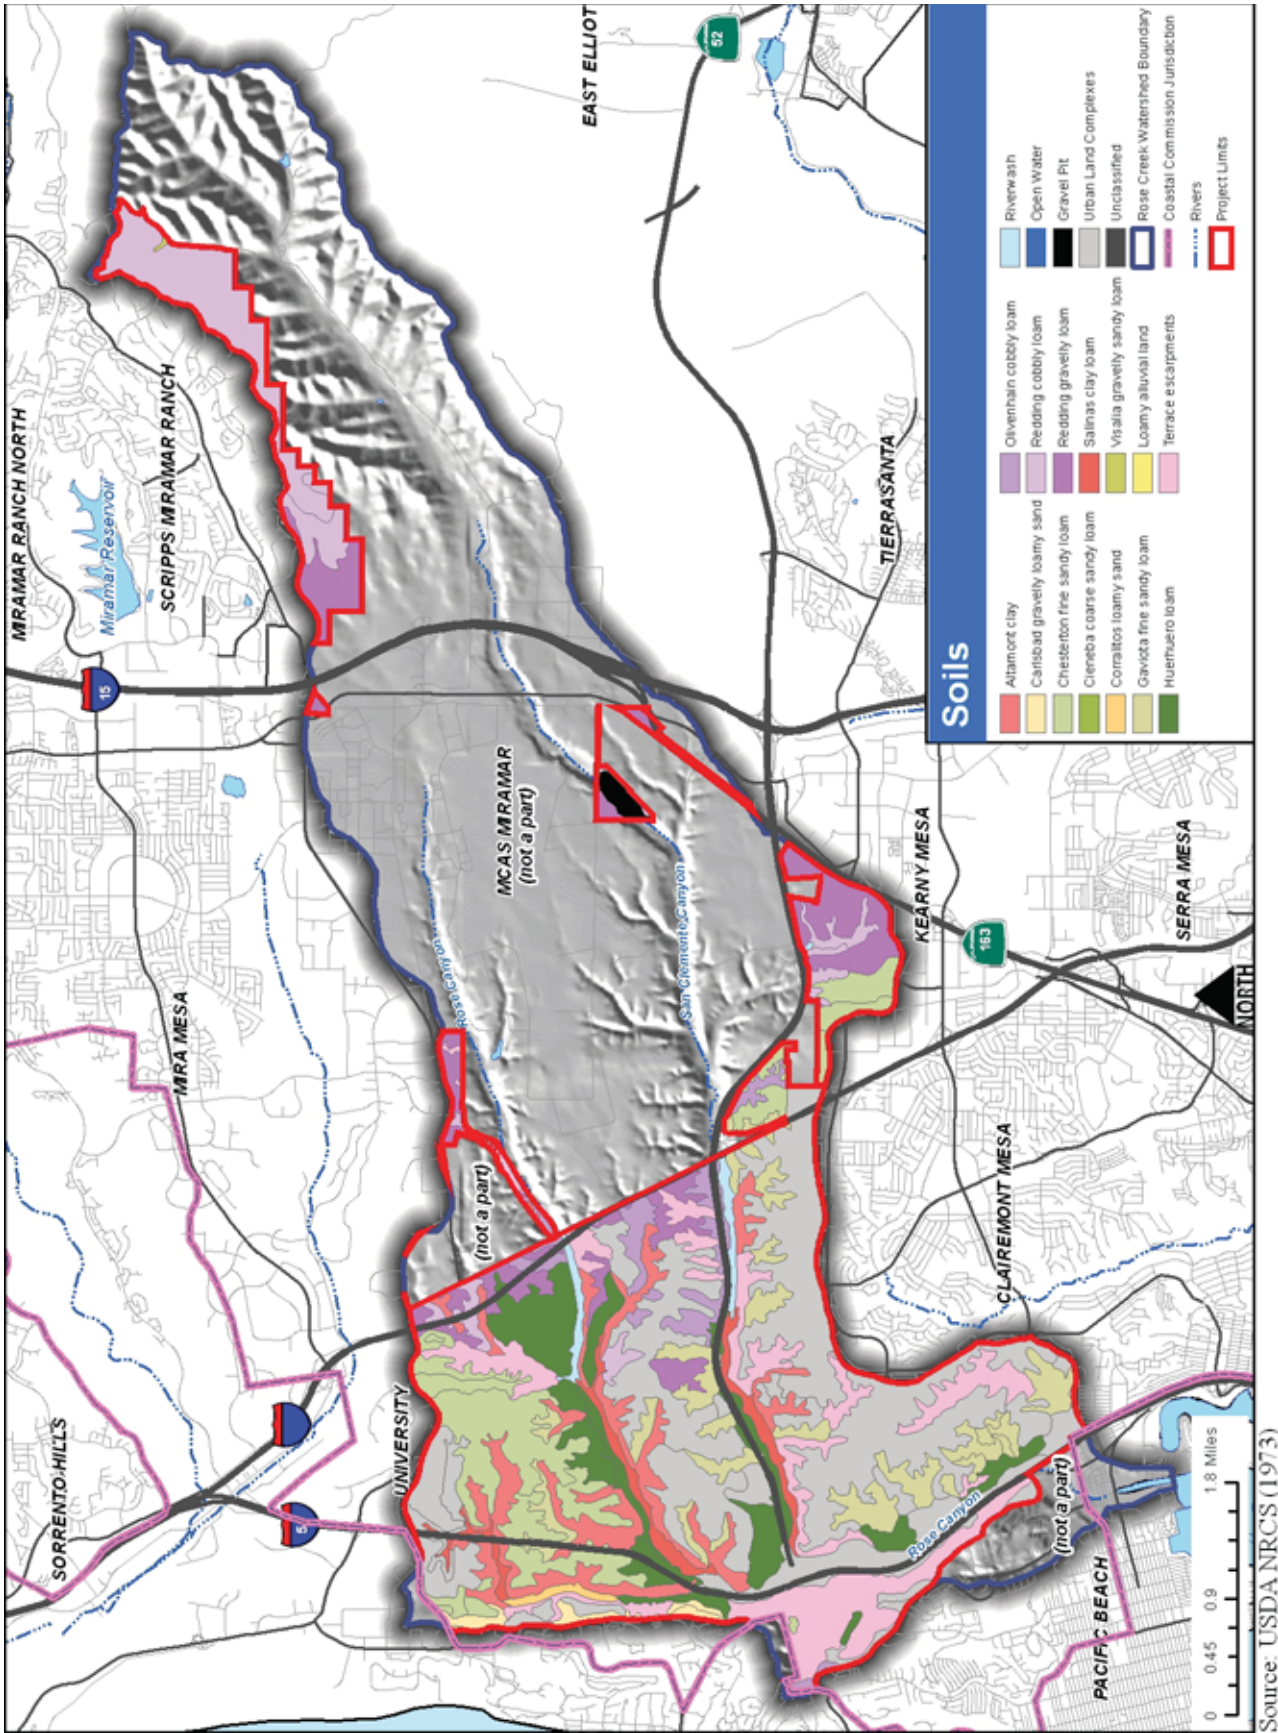 MIRAMAR RANCH NORTH
Miramar Reservoir
SCRIPPS MIRAMAR RANCH
15
EAST ELLIOT
52
TIERRASANTA
MIRA MESA
MCAS MIRAMAR
(not a part)
Rose Canyon
San Clemente Canyon
KEARNY MESA
163
SERRA MESA
SORRENTO HILLS
5
UNIVERSITY
(not a part)
CLAIREMONT MESA
Rose Canyon
(not a part)
PACIFIC BEACH
NORTH
0 0.45 0.9 1.8 Miles
Soils
Altamont clay
Carlsbad gravelly loamy sand
Chesterton fine sandy loam
Cieneba coarse sandy loam
Corralitos loamy sand
Gaviota fine sandy loam
Huerhuero loam
Olivenhain cobbly loam
Redding cobbly loam
Redding gravelly loam
Salinas clay loam
Visalia gravelly sandy loam
Loamy alluvial land
Terrace escarpments
Riverwash
Open Water
Gravel Pit
Urban Land Complexes
Unclassified
Rose Creek Watershed Boundary
Coastal Commission Jurisdiction
Rivers
Project Limits
Source: USDA NRCS (1973)